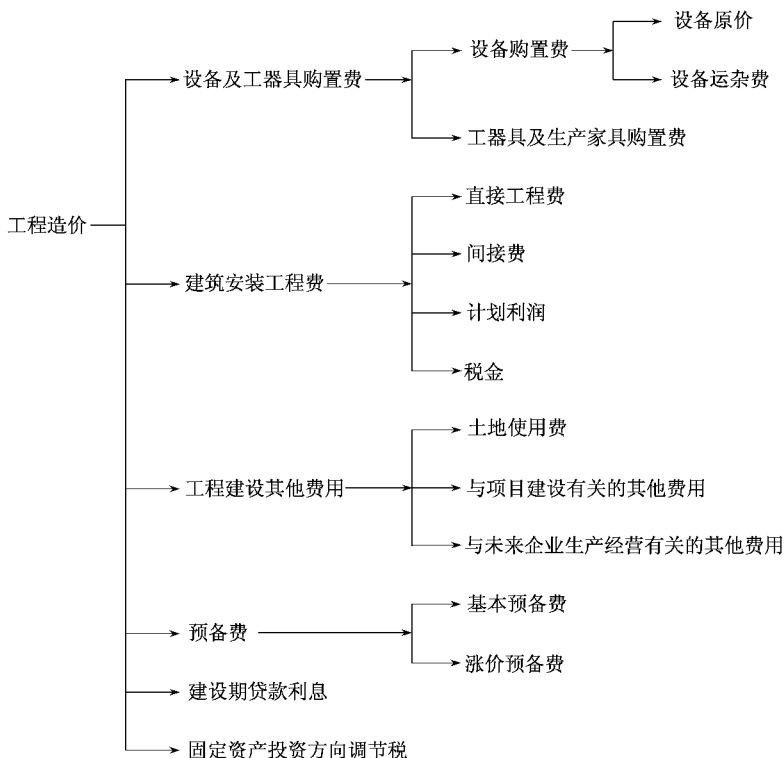 工程造价
设备及工器具购置费
设备购置费
设备原价
设备运杂费
工器具及生产家具购置费
建筑安装工程费
直接工程费
间接费
计划利润
税金
工程建设其他费用
土地使用费
与项目建设有关的其他费用
与未来企业生产经营有关的其他费用
预备费
基本预备费
涨价预备费
建设期贷款利息
固定资产投资方向调节税